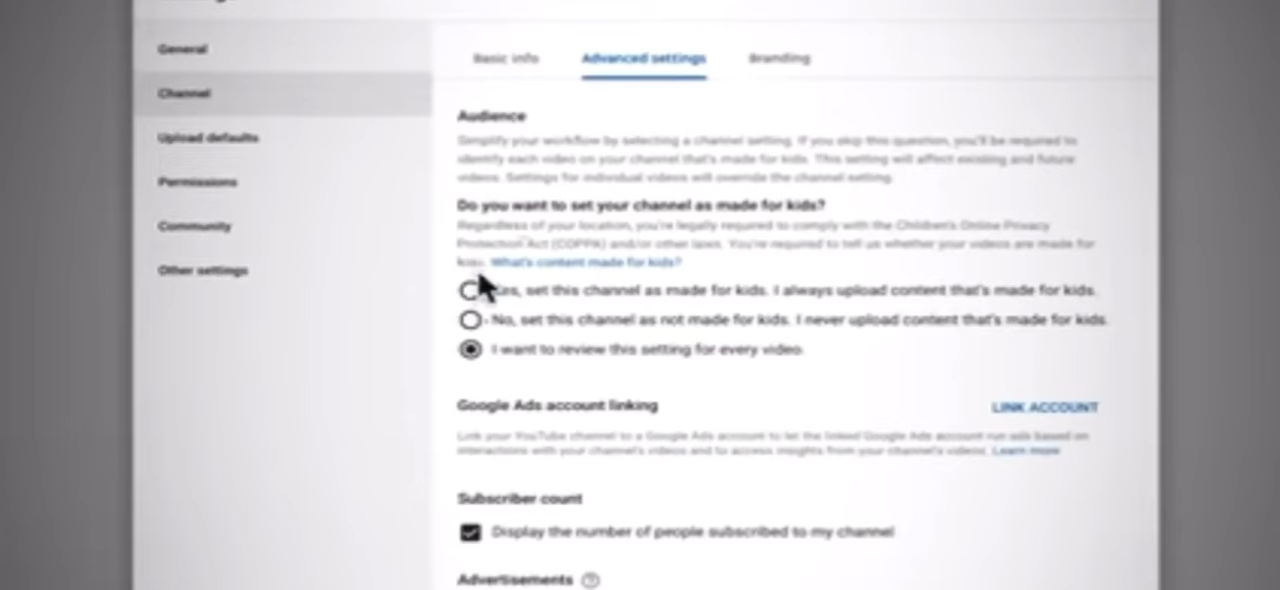 General
Channel
Upload defaults
Permissions
Community
Other settings
Basic info Advanced settings Branding
Audience
Simplify your workflow by selecting a channel setting. If you skip this question, you'll be required to
identify each video on your channel that's made for kids. This setting will affect existing and future
videos. Settings for individual videos will override the channel setting.
Do you want to set your channel as made for kids?
Regardless of your location, you're legally required to comply with the Children's Online Privacy
Protection Act (COPPA) and/or other laws. You're required to tell us whether your videos are made for
kids. What's content made for kids?
Yes, set this channel as made for kids. I always upload content that's made for kids.
No, set this channel as not made for kids. I never upload content that's made for kids.
I want to review this setting for every video.
Google Ads account linking LINK ACCOUNT
Link your YouTube channel to a Google Ads account to let the linked Google Ads account run ads based on
interactions with your channel's videos and to access insights from your channel's videos. Learn more
Subscriber count
Display the number of people subscribed to my channel
Advertisements